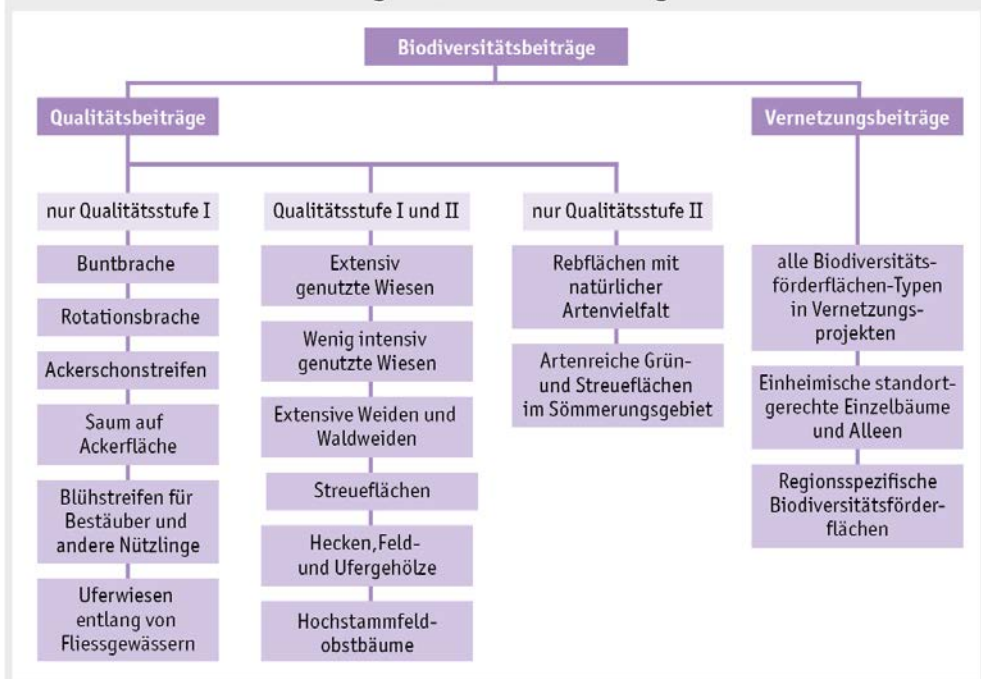 Biodiversitätsbeiträge
Qualitätsbeiträge
Vernetzungsbeiträge
nur Qualitätsstufe I
Buntbrache
Rotationsbrache
Ackerschonstreifen
Saum auf
Ackerfläche
Blühstreifen für
Bestäuber und
andere Nützlinge
Uferwiesen
entlang von
Fliessgewässern
Qualitätsstufe I und II
Extensiv
genutzte Wiesen
Wenig intensiv
genutzte Wiesen
Extensive Weiden und
Waldweiden
Streueflächen
Hecken,Feld-
und Ufergehölze
Hochstammfeld-
obstbäume
nur Qualitätsstufe II
Rebflächen mit
natürlicher
Artenvielfalt
Artenreiche Grün-
und Streueflächen
im Sömmerungsgebiet
alle Biodiversitäts-
förderflächen-Typen
in Vernetzungs-
projekten
Einheimische standort-
gerechte Einzelbäume
und Alleen
Regionsspezifische
Biodiversitätsförder-
flächen